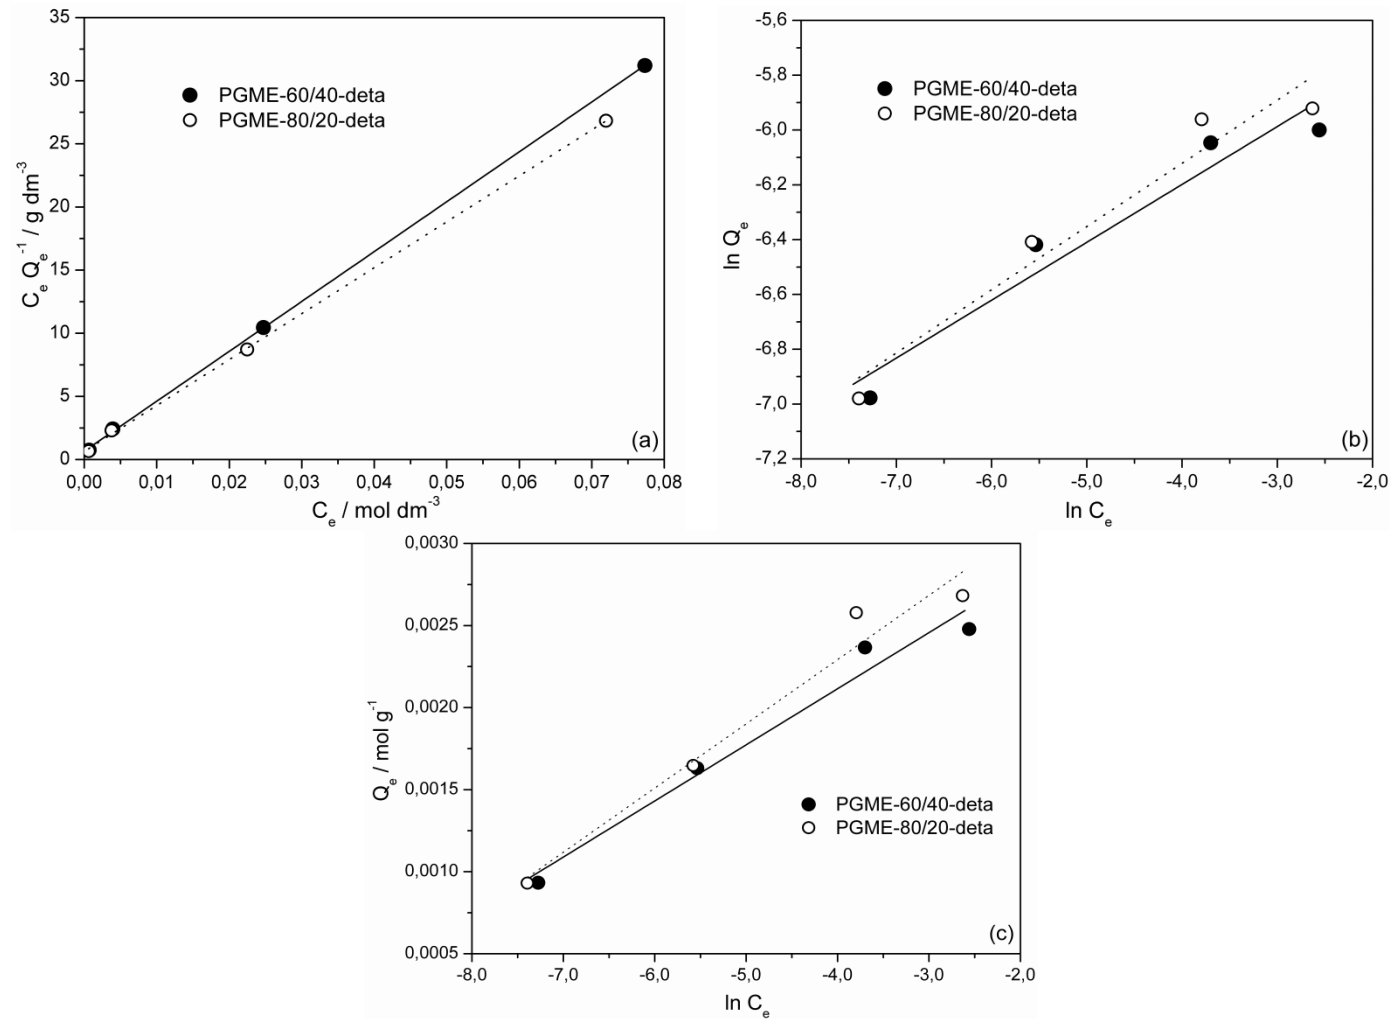 35
30
25
20
15
10
5
0
C_e Q_e^-1 / g dm^-3
PGME-60/40-deta
PGME-80/20-deta
(a)
0,00 0,01 0,02 0,03 0,04 0,05 0,06 0,07 0,08
C_e / mol dm^-3
-5,6
-5,8
-6,0
-6,2
-6,4
-6,6
-6,8
-7,0
-7,2
ln Q_e
PGME-60/40-deta
PGME-80/20-deta
(b)
-8,0 -7,0 -6,0 -5,0 -4,0 -3,0 -2,0
ln C_e
0,0030
0,0025
0,0020
0,0015
0,0010
0,0005
Q_e / mol g^-1
PGME-60/40-deta
PGME-80/20-deta
(c)
-8,0 -7,0 -6,0 -5,0 -4,0 -3,0 -2,0
ln C_e